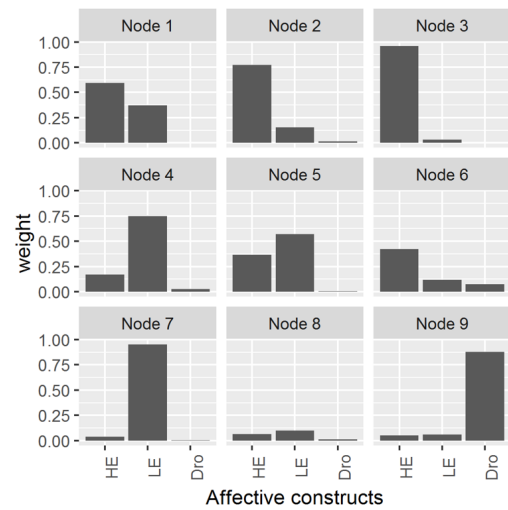 Node 1 Node 2 Node 3
1.00
0.75
0.50
0.25
0.00
Node 4 Node 5 Node 6
1.00
0.75
0.50
0.25
0.00
Node 7 Node 8 Node 9
1.00
0.75
0.50
0.25
0.00
weight
HE LE Dro HE LE Dro HE LE Dro
Affective constructs